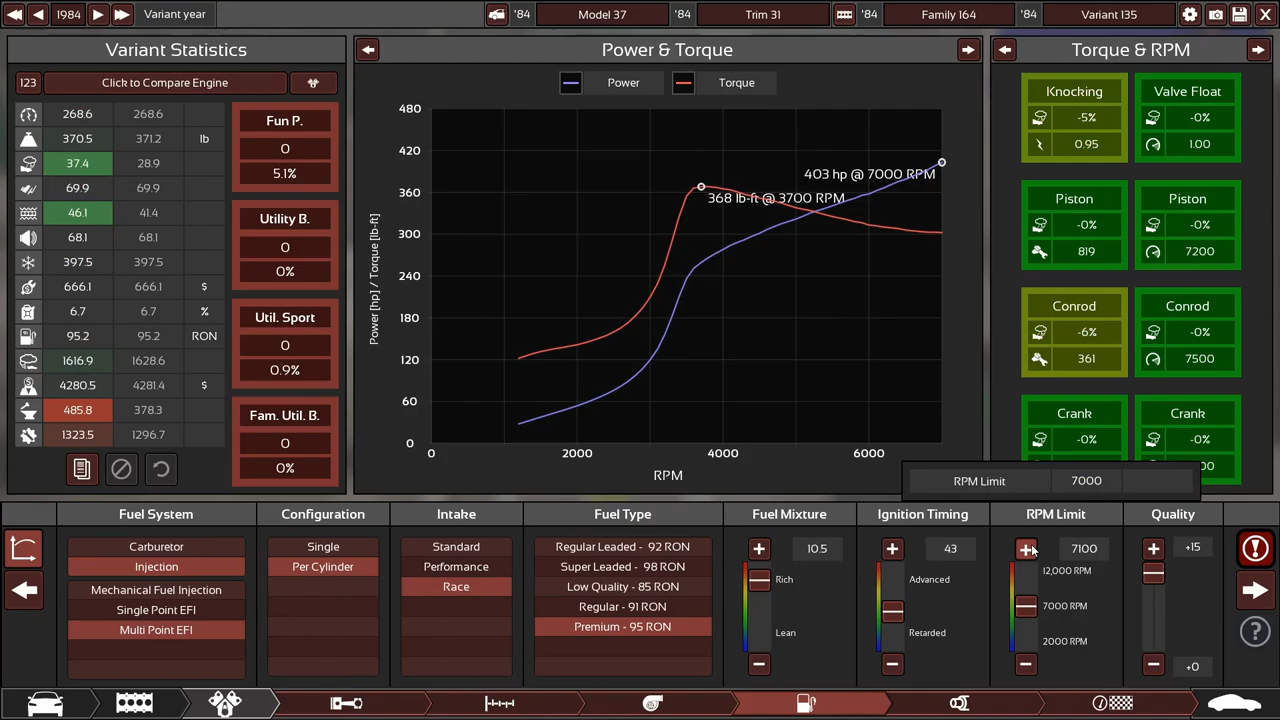 1984
Variant year
'84
Model 37
'84
Trim 31
'84
Family 164
'84
Variant 135
Variant Statistics
123
Click to Compare Engine
268.6 268.6
370.5 371.2 lb
37.4 28.9
69.9 69.9
46.1 41.4
68.1 68.1
397.5 397.5
666.1 666.1 $
6.7 6.7 %
95.2 95.2 RON
1616.9 1628.6
4280.5 4281.4 $
485.8 378.3
1323.5 1296.7
Fun P.
0
5.1%
Utility B.
0
0%
Util. Sport
0
0.9%
Fam. Util. B.
0
0%
Power & Torque
Power
Torque
Power [hp] / Torque [lb-ft]
480
420
360
300
240
180
120
60
0
403 hp @ 7000 RPM
368 lb-ft @ 3700 RPM
0 2000 4000 6000
RPM
Torque & RPM
Knocking
-5%
0.95
Valve Float
-0%
1.00
Piston
-0%
819
Piston
-0%
7200
Conrod
-6%
361
Conrod
-0%
7500
Crank
-0%
Crank
-0%
RPM Limit 7000
Fuel System
Carburetor
Injection
Mechanical Fuel Injection
Single Point EFI
Multi Point EFI
Configuration
Single
Per Cylinder
Intake
Standard
Performance
Race
Fuel Type
Regular Leaded - 92 RON
Super Leaded - 98 RON
Low Quality - 85 RON
Regular - 91 RON
Premium - 95 RON
Fuel Mixture
10.5
Rich
Lean
Ignition Timing
43
Advanced
Retarded
RPM Limit
7100
12,000 RPM
7000 RPM
2000 RPM
Quality
+15
+0